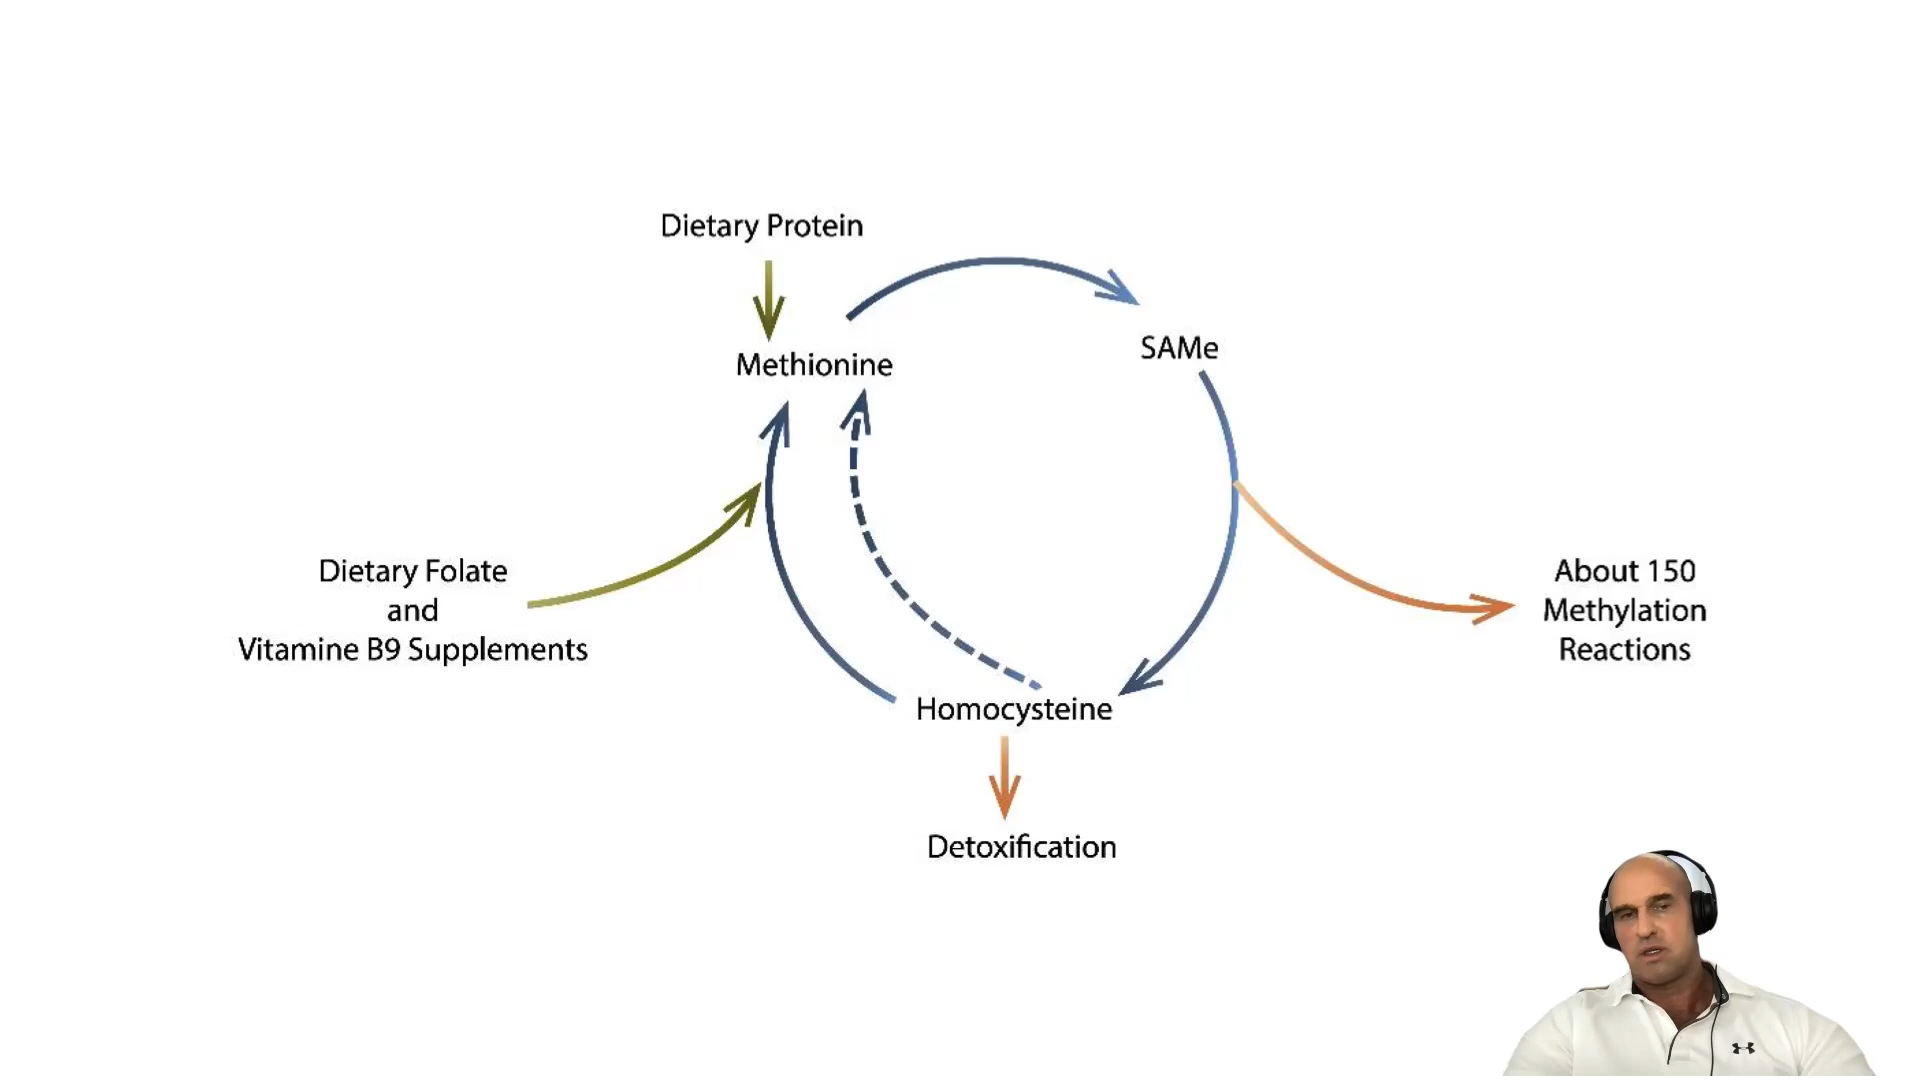 Dietary Protein
Methionine
SAMe
Dietary Folate
and
Vitamine B9 Supplements
About 150
Methylation
Reactions
Homocysteine
Detoxification